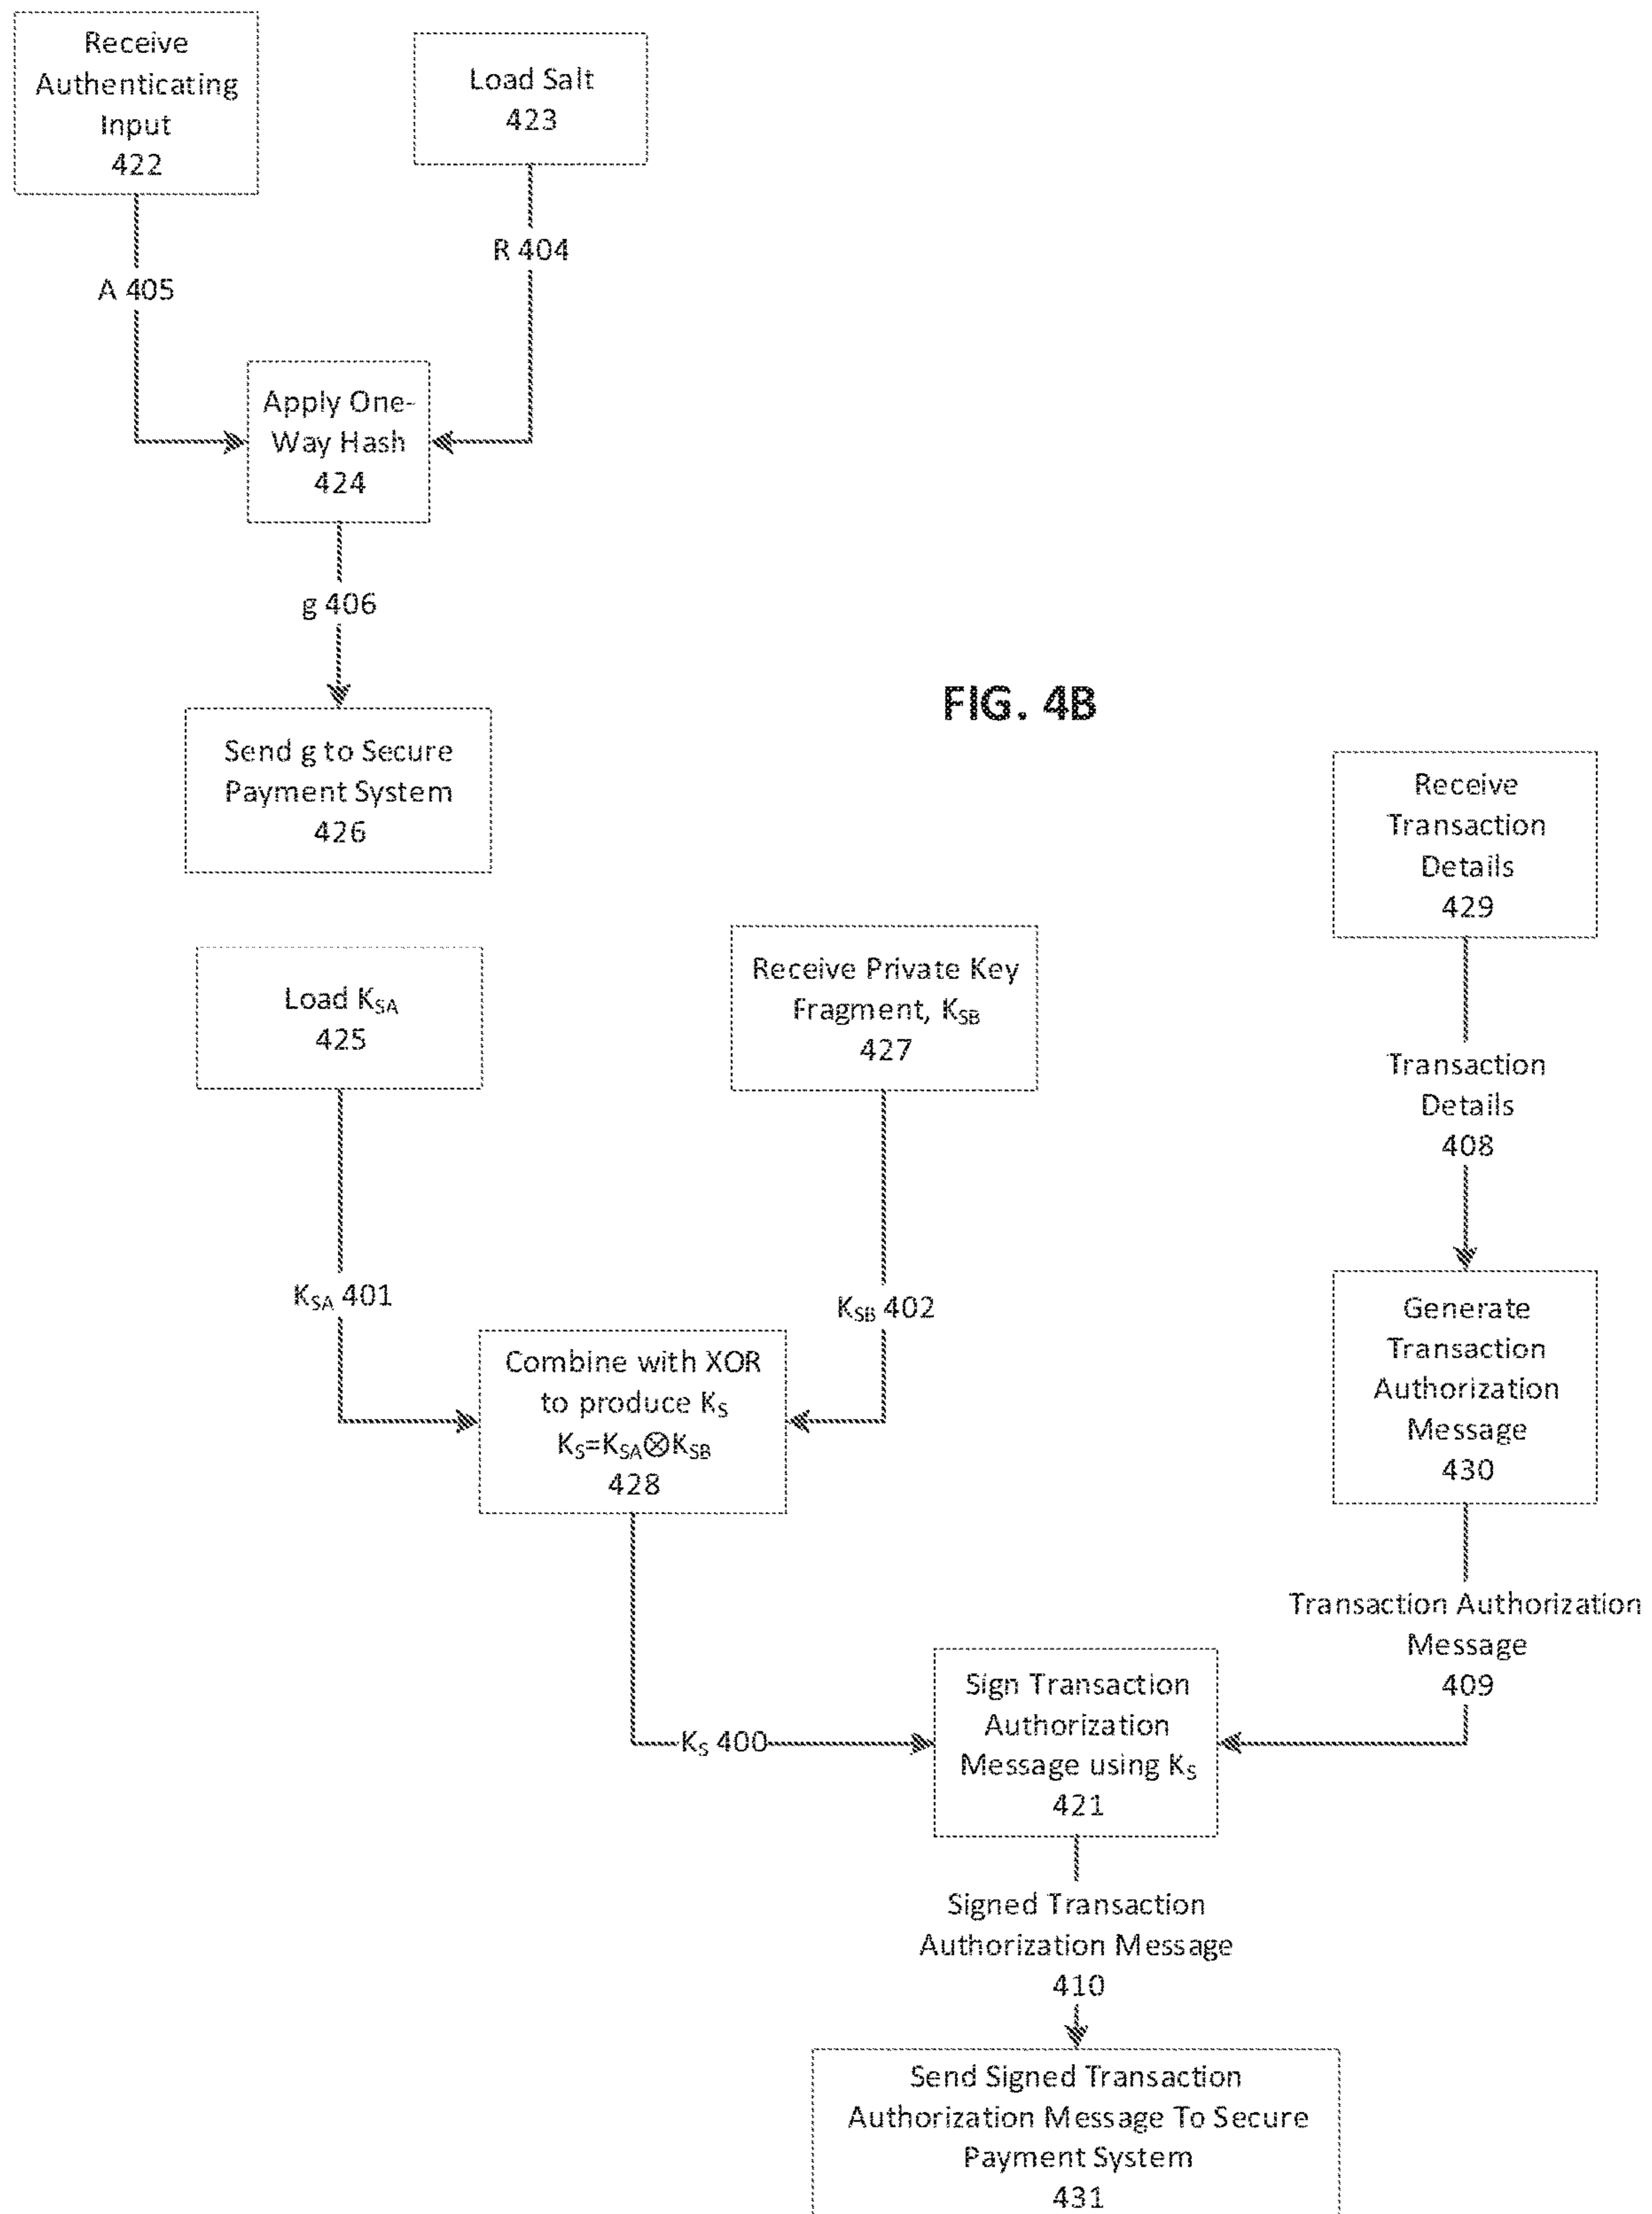 Receive
Authenticating
Input
422
Load Salt
423
A 405
R 404
Apply One-
Way Hash
424
g 406
Send g to Secure
Payment System
426
FIG. 4B
Receive
Transaction
Details
429
Load KSA
425
Receive Private Key
Fragment, KSB
427
Transaction
Details
408
KSA 401
KSB 402
Combine with XOR
to produce KS
KS=KSA⊗KSB
428
Generate
Transaction
Authorization
Message
430
Transaction Authorization
Message
409
KS 400
Sign Transaction
Authorization
Message using KS
421
Signed Transaction
Authorization Message
410
Send Signed Transaction
Authorization Message To Secure
Payment System
431